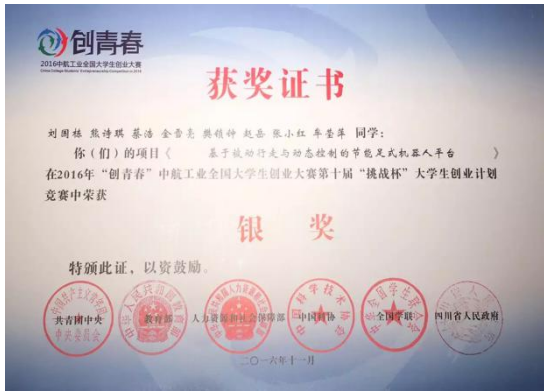 创青春
2016中航工业全国大学生创业大赛
获奖证书
刘国栋 熊诗琪 蔡浩 金雪亮 樊镇钟 赵岳 张小红 车莹萍 同学:
你(们)的项目《 基于被动行走与动态控制的节能足式机器人平台 》
在2016年“创青春”中航工业全国大学生创业大赛第十届“挑战杯”大学生创业计划
竞赛中荣获
银 奖
特颁此证，以资鼓励。
共青团中央 教育部 人力资源和社会保障部 中国科协 全国学联 四川省人民政府
二〇一六年十一月